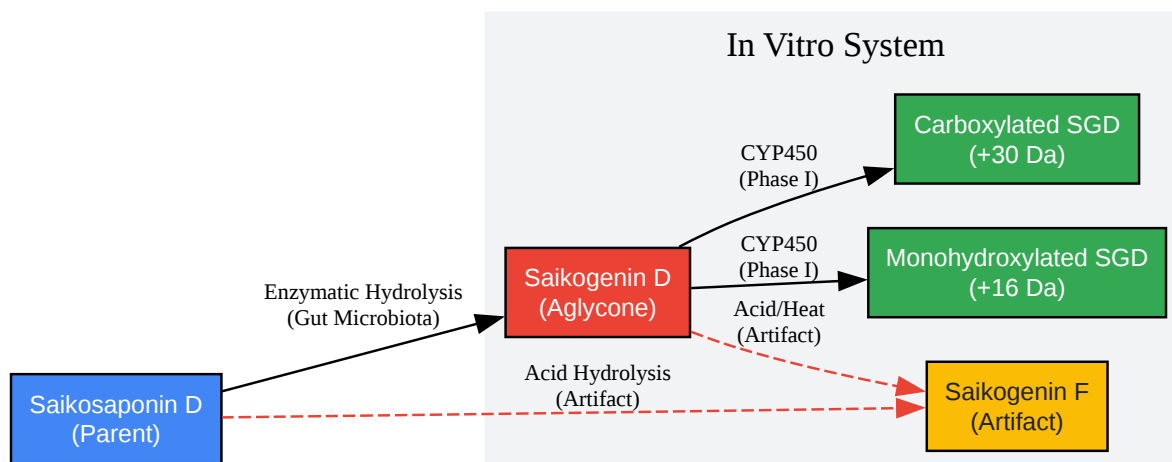 In Vitro System
Carboxylated SGD
(+30 Da)
CYP450
(Phase I)
Monohydroxylated SGD
(+16 Da)
CYP450
(Phase I)
Saikogenin D
(Aglycone)
Enzymatic Hydrolysis
(Gut Microbiota)
Acid/Heat
(Artifact)
Acid Hydrolysis
(Artifact)
Saikosaponin D
(Parent)
Saikogenin F
(Artifact)